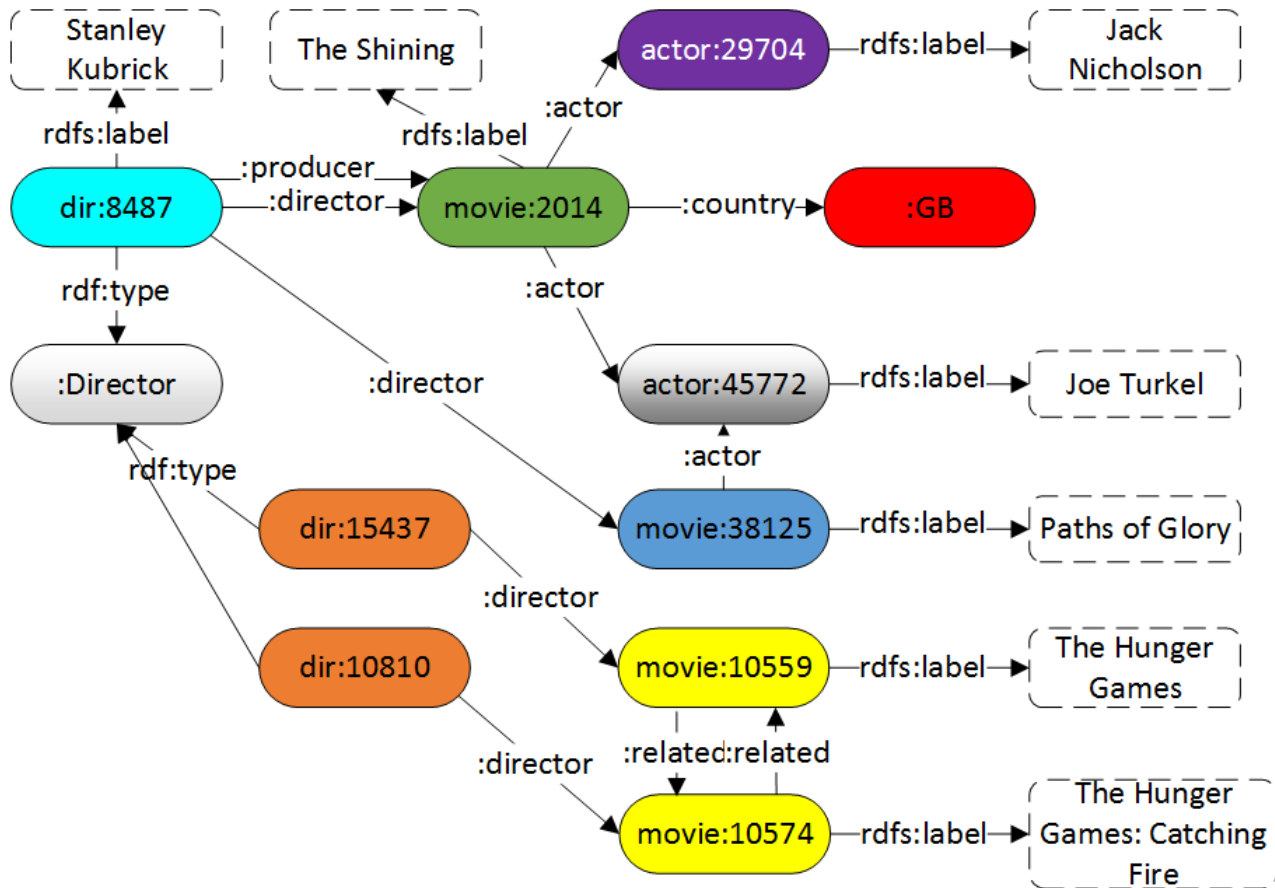 Stanley
Kubrick
The Shining
actor:29704
rdfs:label
Jack
Nicholson
:actor
rdfs:label
rdfs:label
:producer
dir:8487
:director
movie:2014
:country
:GB
rdf:type
:actor
:Director
:director
actor:45772
rdfs:label
Joe Turkel
:actor
rdf:type
dir:15437
movie:38125
rdfs:label
Paths of Glory
:director
dir:10810
movie:10559
rdfs:label
The Hunger
Games
:related
:related
:director
movie:10574
rdfs:label
The Hunger
Games: Catching
Fire